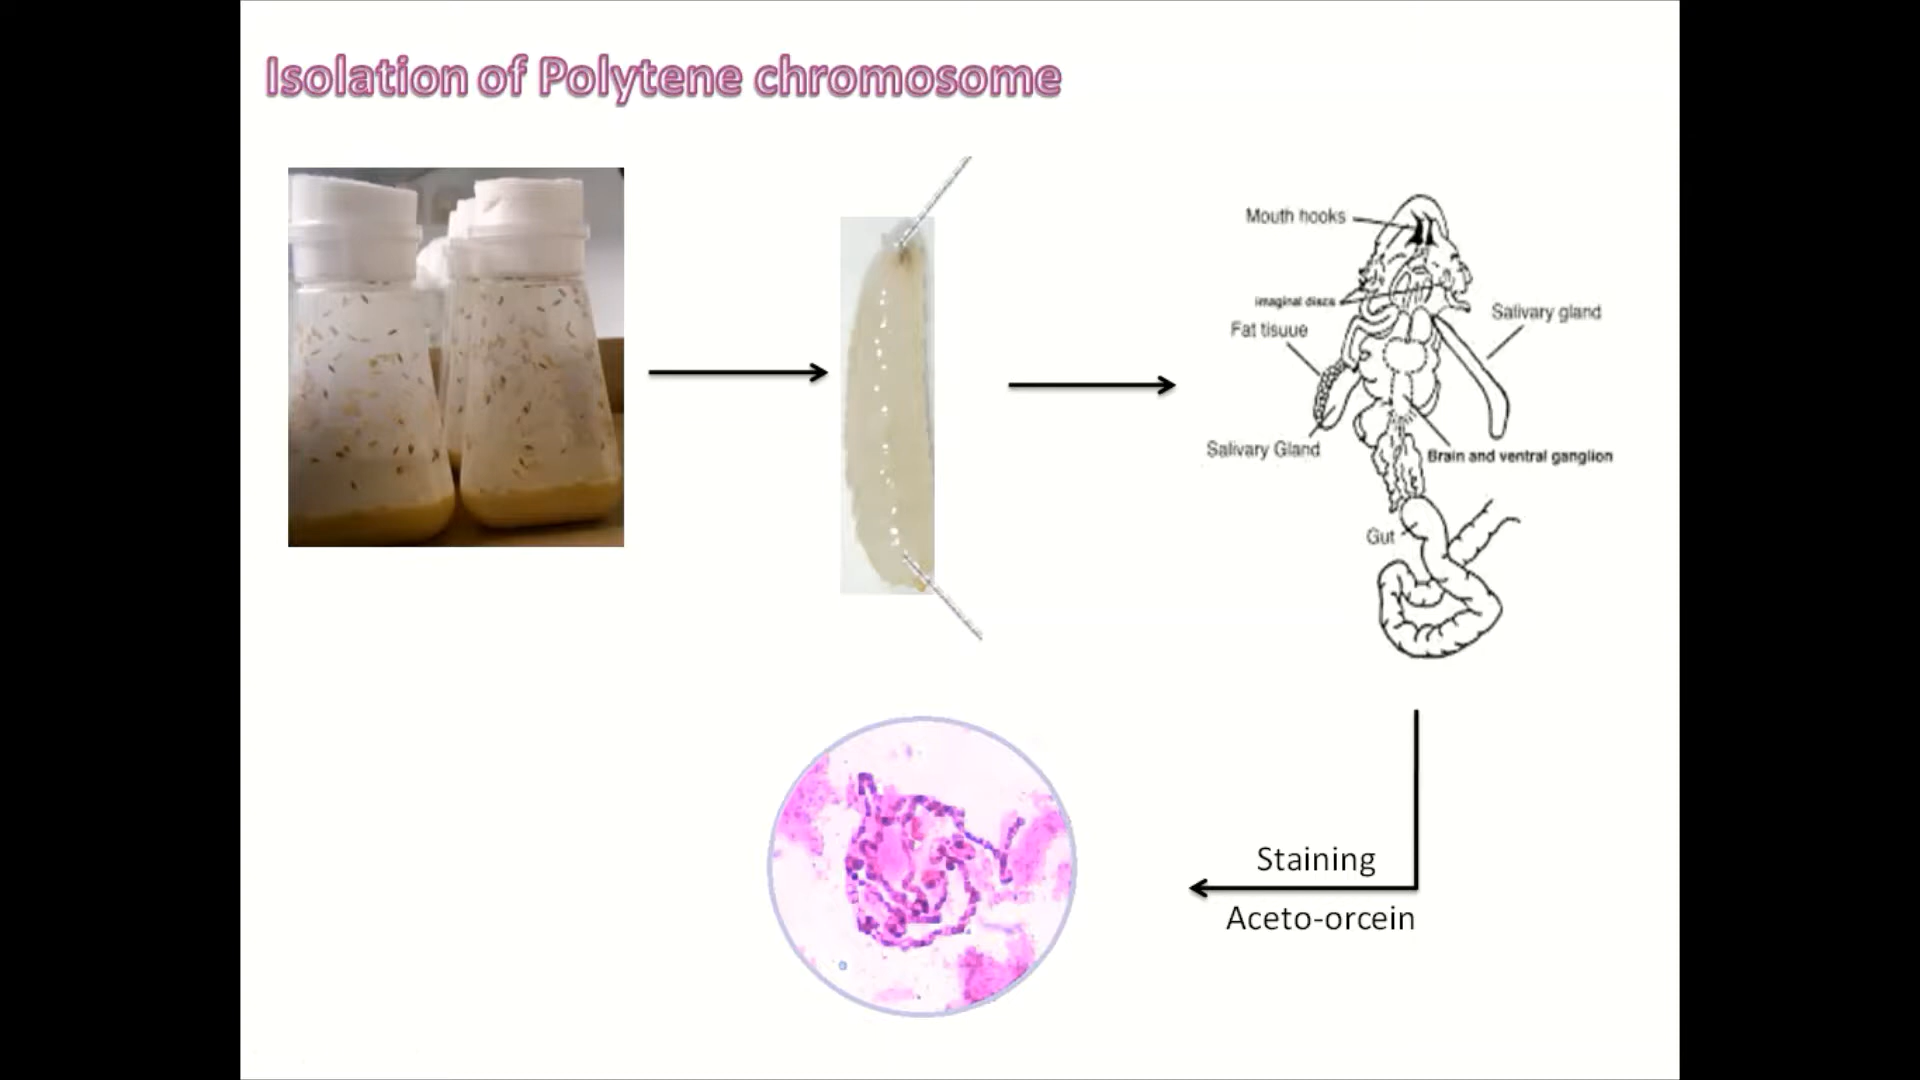 Isolation of Polytene chromosome
Mouth hooks
imaginal discs
Fat tisuue
Salivary gland
Salivary Gland
Brain and ventral ganglion
Gut
Staining
Aceto-orcein